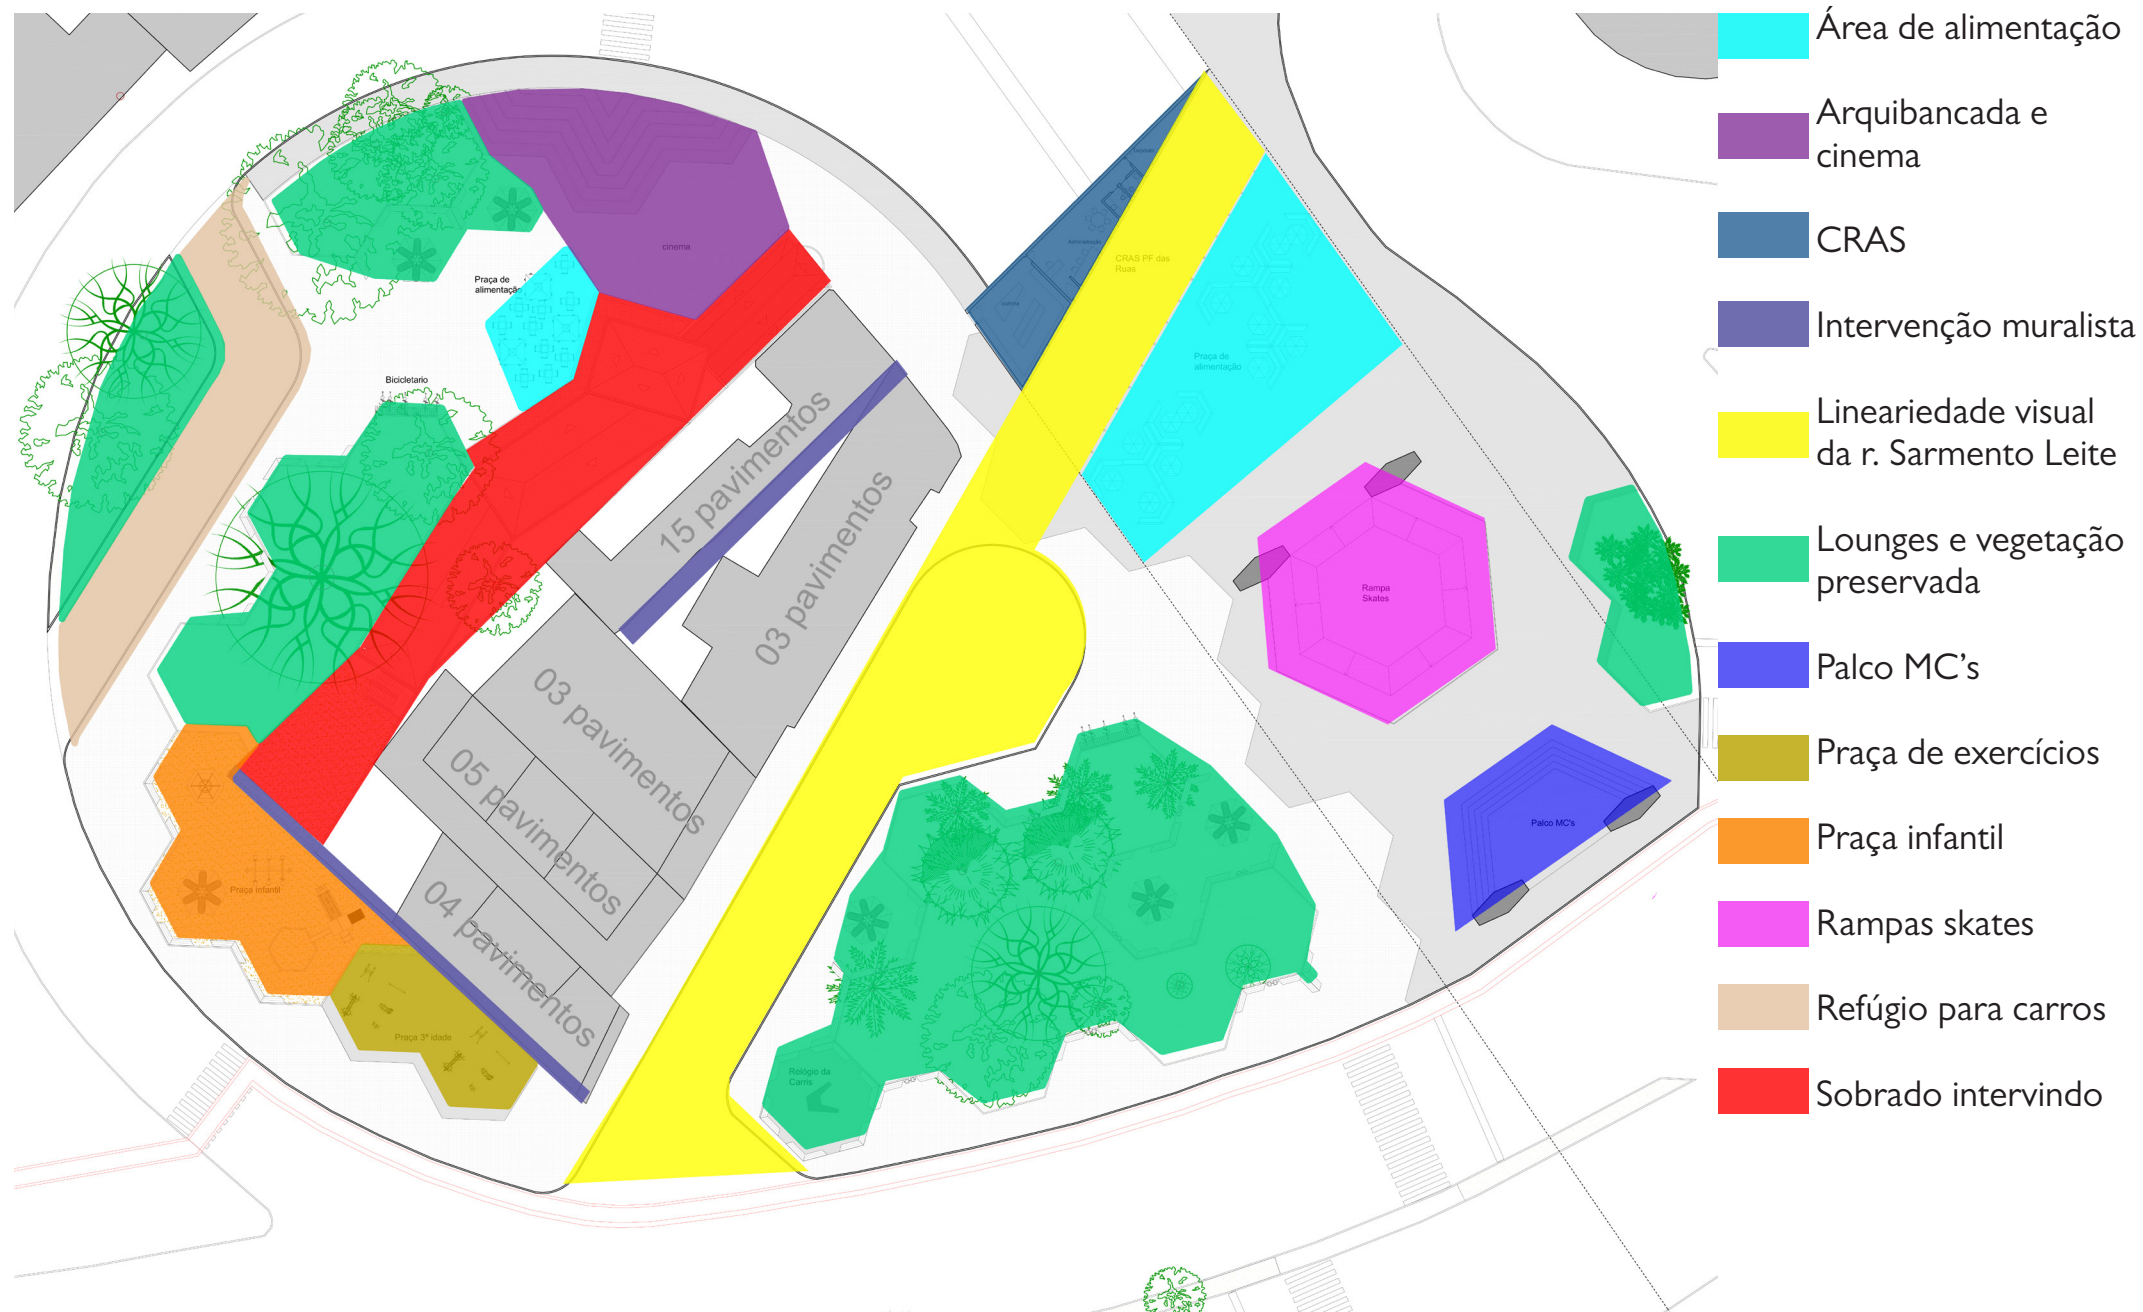 Área de alimentação
Arquibancada e
cinema
CRAS
Intervenção muralista
Lineariedade visual
da r. Sarmento Leite
Lounges e vegetação
preservada
Palco MC's
Praça de exercícios
Praça infantil
Rampas skates
Refúgio para carros
Sobrado intervindo
cinema
Praça de
alimentação
Bicicletario
CRAS PF das
Ruas
Praça de
alimentação
15 pavimentos
03 pavimentos
03 pavimentos
05 pavimentos
04 pavimentos
Rampa
Skates
Palco MC's
Praça infantil
Praça 3ª idade
Relógio da
Carris